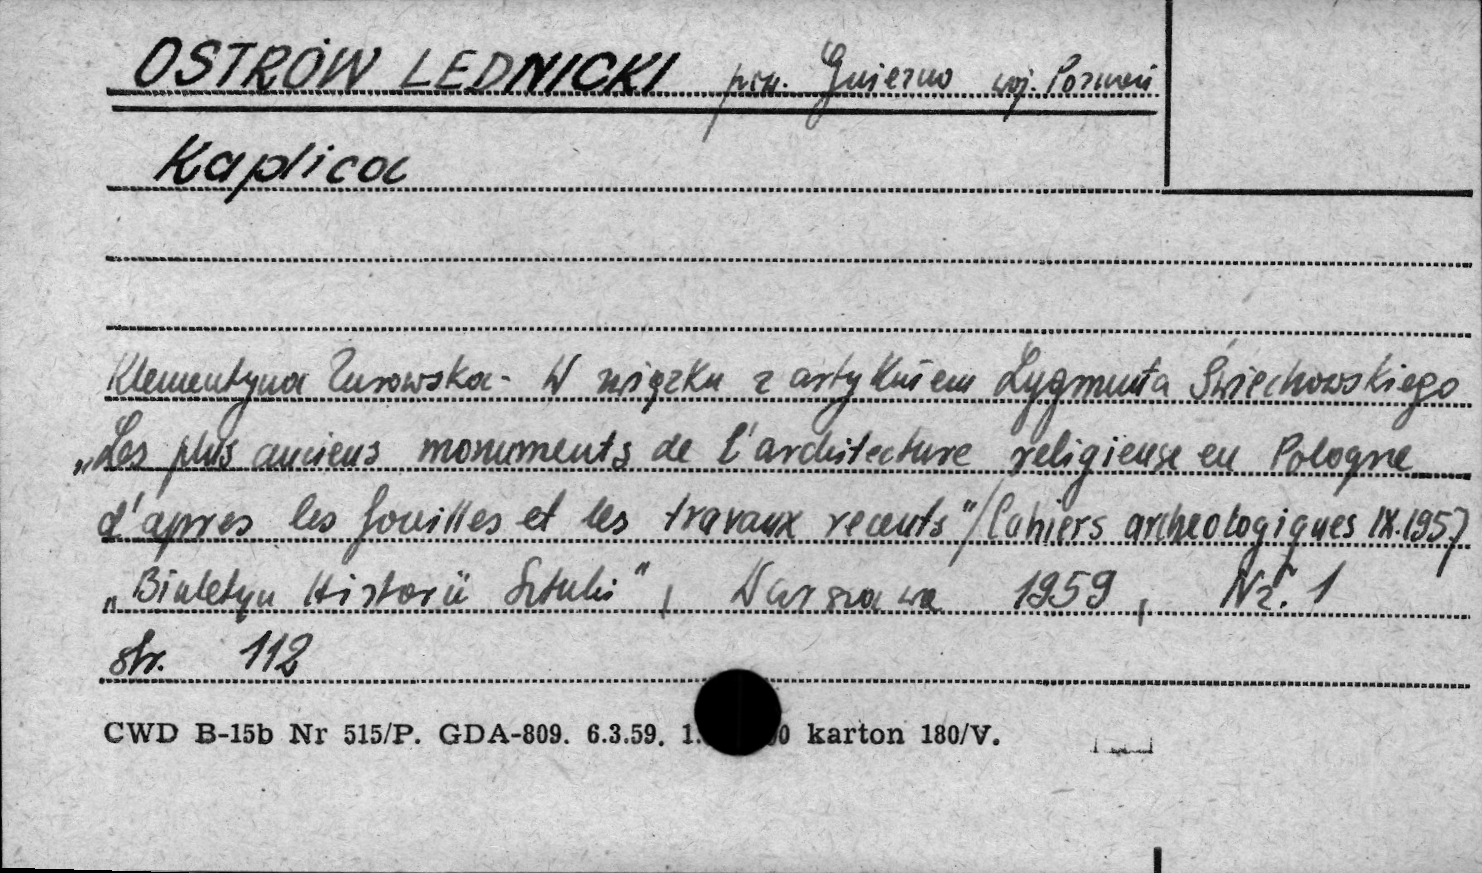 OSTRÓW LEDNICKI pow. Gniezno woj. Poznań
Kaplica
Klementyna Żurowska - W związku z artykułem Zygmunta Świechowskiego
„Les plus anciens monuments de l'architecture religieuse en Pologne
d'apres les fouilles et les travaux recents"/Cahiers archeologiques IX.1957
„Biuletyn Historii Sztuki", Warszawa 1959, Nr. 1
str. 112
CWD B-15b Nr 515/P. GDA-809. 6.3.59. karton 180/V.